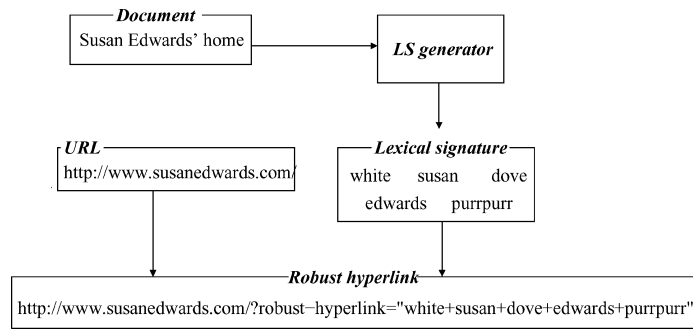 Document
Susan Edwards' home
LS generator
URL
http://www.susanedwards.com/
Lexical signature
white susan dove
edwards purrpurr
Robust hyperlink
http://www.susanedwards.com/?robust−hyperlink="white+susan+dove+edwards+purrpurr"